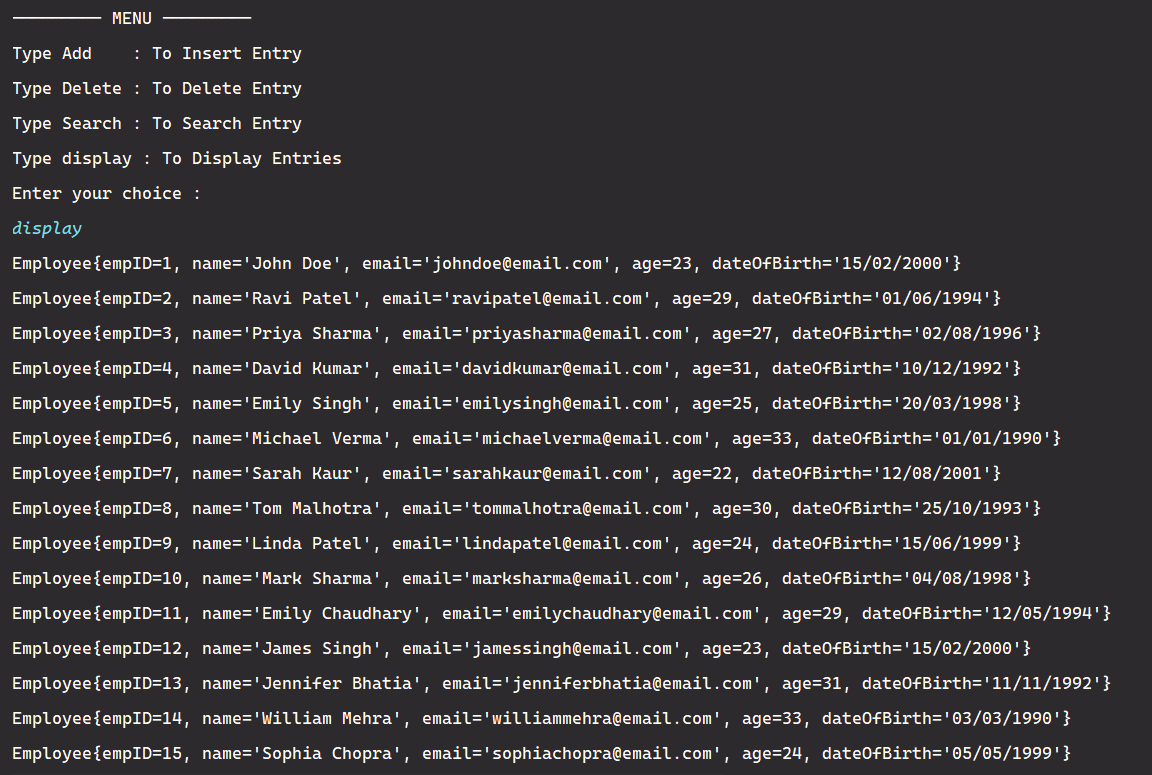 ────────── MENU ──────────
Type Add    : To Insert Entry
Type Delete : To Delete Entry
Type Search : To Search Entry
Type display : To Display Entries
Enter your choice :
display
Employee{empID=1, name='John Doe', email='johndoe@email.com', age=23, dateOfBirth='15/02/2000'}
Employee{empID=2, name='Ravi Patel', email='ravipatel@email.com', age=29, dateOfBirth='01/06/1994'}
Employee{empID=3, name='Priya Sharma', email='priyasharma@email.com', age=27, dateOfBirth='02/08/1996'}
Employee{empID=4, name='David Kumar', email='davidkumar@email.com', age=31, dateOfBirth='10/12/1992'}
Employee{empID=5, name='Emily Singh', email='emilysingh@email.com', age=25, dateOfBirth='20/03/1998'}
Employee{empID=6, name='Michael Verma', email='michaelverma@email.com', age=33, dateOfBirth='01/01/1990'}
Employee{empID=7, name='Sarah Kaur', email='sarahkaur@email.com', age=22, dateOfBirth='12/08/2001'}
Employee{empID=8, name='Tom Malhotra', email='tommalhotra@email.com', age=30, dateOfBirth='25/10/1993'}
Employee{empID=9, name='Linda Patel', email='lindapatel@email.com', age=24, dateOfBirth='15/06/1999'}
Employee{empID=10, name='Mark Sharma', email='marksharma@email.com', age=26, dateOfBirth='04/08/1998'}
Employee{empID=11, name='Emily Chaudhary', email='emilychaudhary@email.com', age=29, dateOfBirth='12/05/1994'}
Employee{empID=12, name='James Singh', email='jamessingh@email.com', age=23, dateOfBirth='15/02/2000'}
Employee{empID=13, name='Jennifer Bhatia', email='jenniferbhatia@email.com', age=31, dateOfBirth='11/11/1992'}
Employee{empID=14, name='William Mehra', email='williammehra@email.com', age=33, dateOfBirth='03/03/1990'}
Employee{empID=15, name='Sophia Chopra', email='sophiachopra@email.com', age=24, dateOfBirth='05/05/1999'}